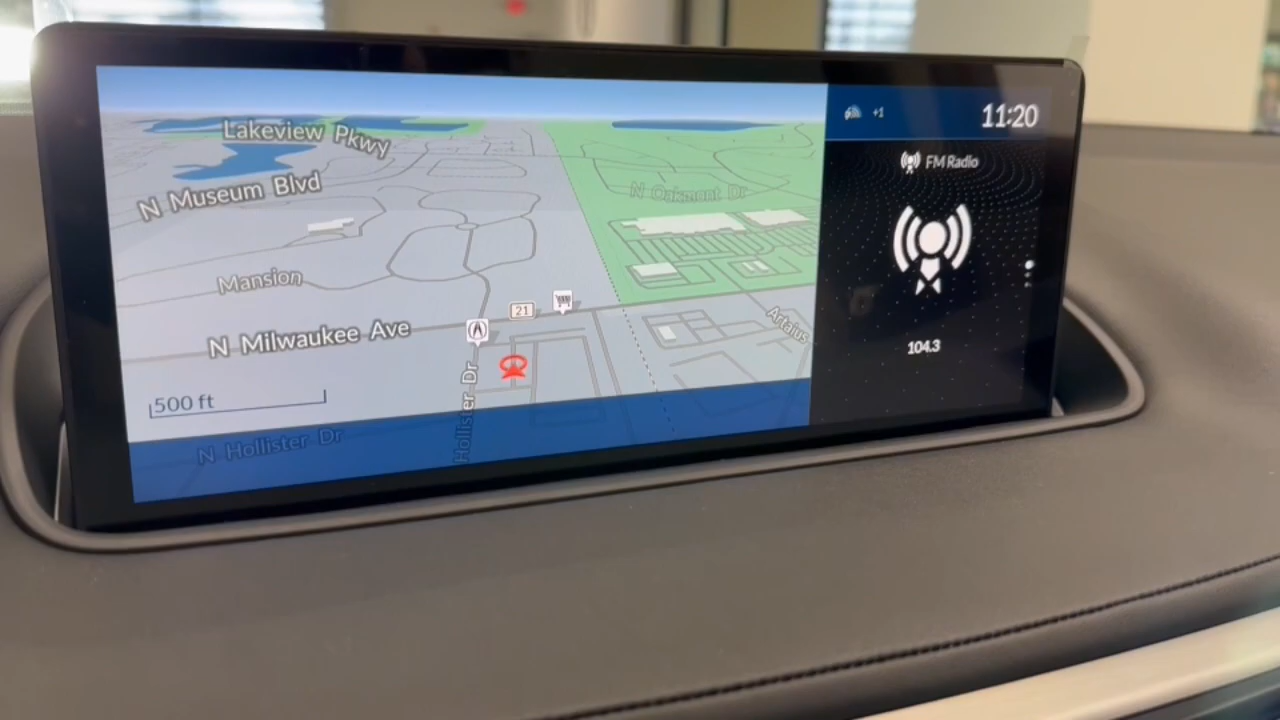 Lakeview Pkwy
N Museum Blvd
N Oakmont Dr
Mansion
21
N Milwaukee Ave
Artaius
Hollister Dr
500 ft
N Hollister Dr
+1
11:20
FM Radio
104.3